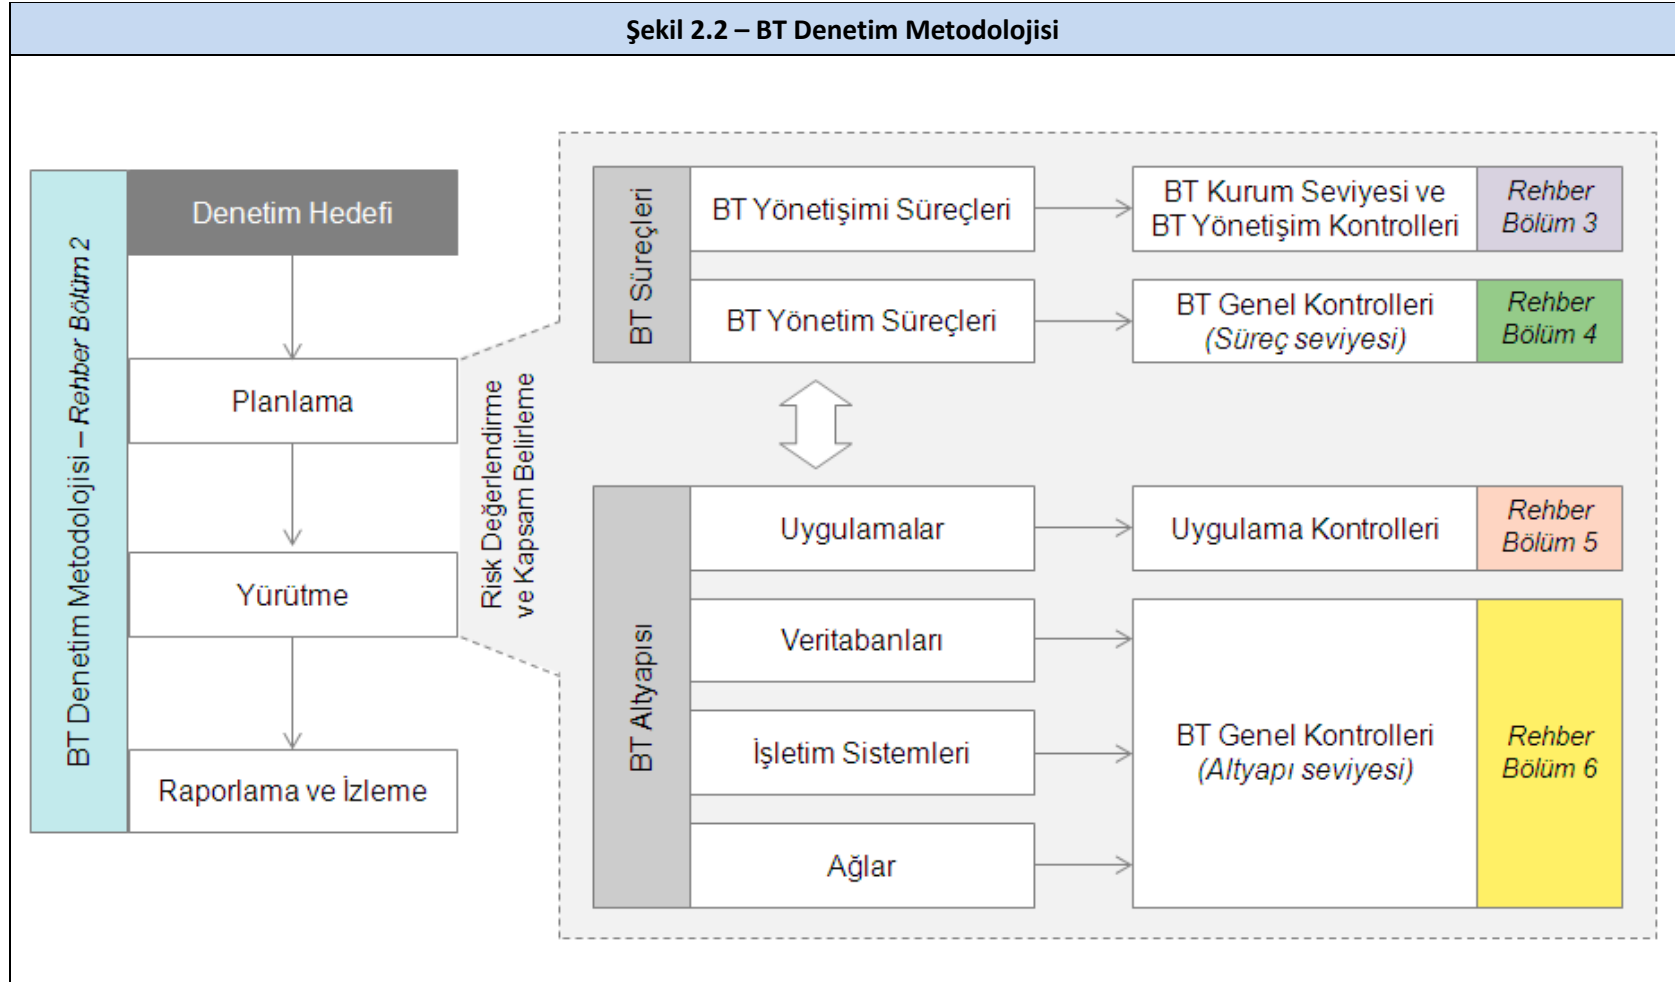 Şekil 2.2 – BT Denetim Metodolojisi
BT Denetim Metodolojisi – Rehber Bölüm 2
Denetim Hedefi
Planlama
Yürütme
Raporlama ve İzleme
Risk Değerlendirme
ve Kapsam Belirleme
BT Süreçleri
BT Yönetişimi Süreçleri
BT Kurum Seviyesi ve
BT Yönetişim Kontrolleri
Rehber
Bölüm 3
BT Yönetim Süreçleri
BT Genel Kontrolleri
(Süreç seviyesi)
Rehber
Bölüm 4
BT Altyapısı
Uygulamalar
Uygulama Kontrolleri
Rehber
Bölüm 5
Veritabanları
İşletim Sistemleri
Ağlar
BT Genel Kontrolleri
(Altyapı seviyesi)
Rehber
Bölüm 6